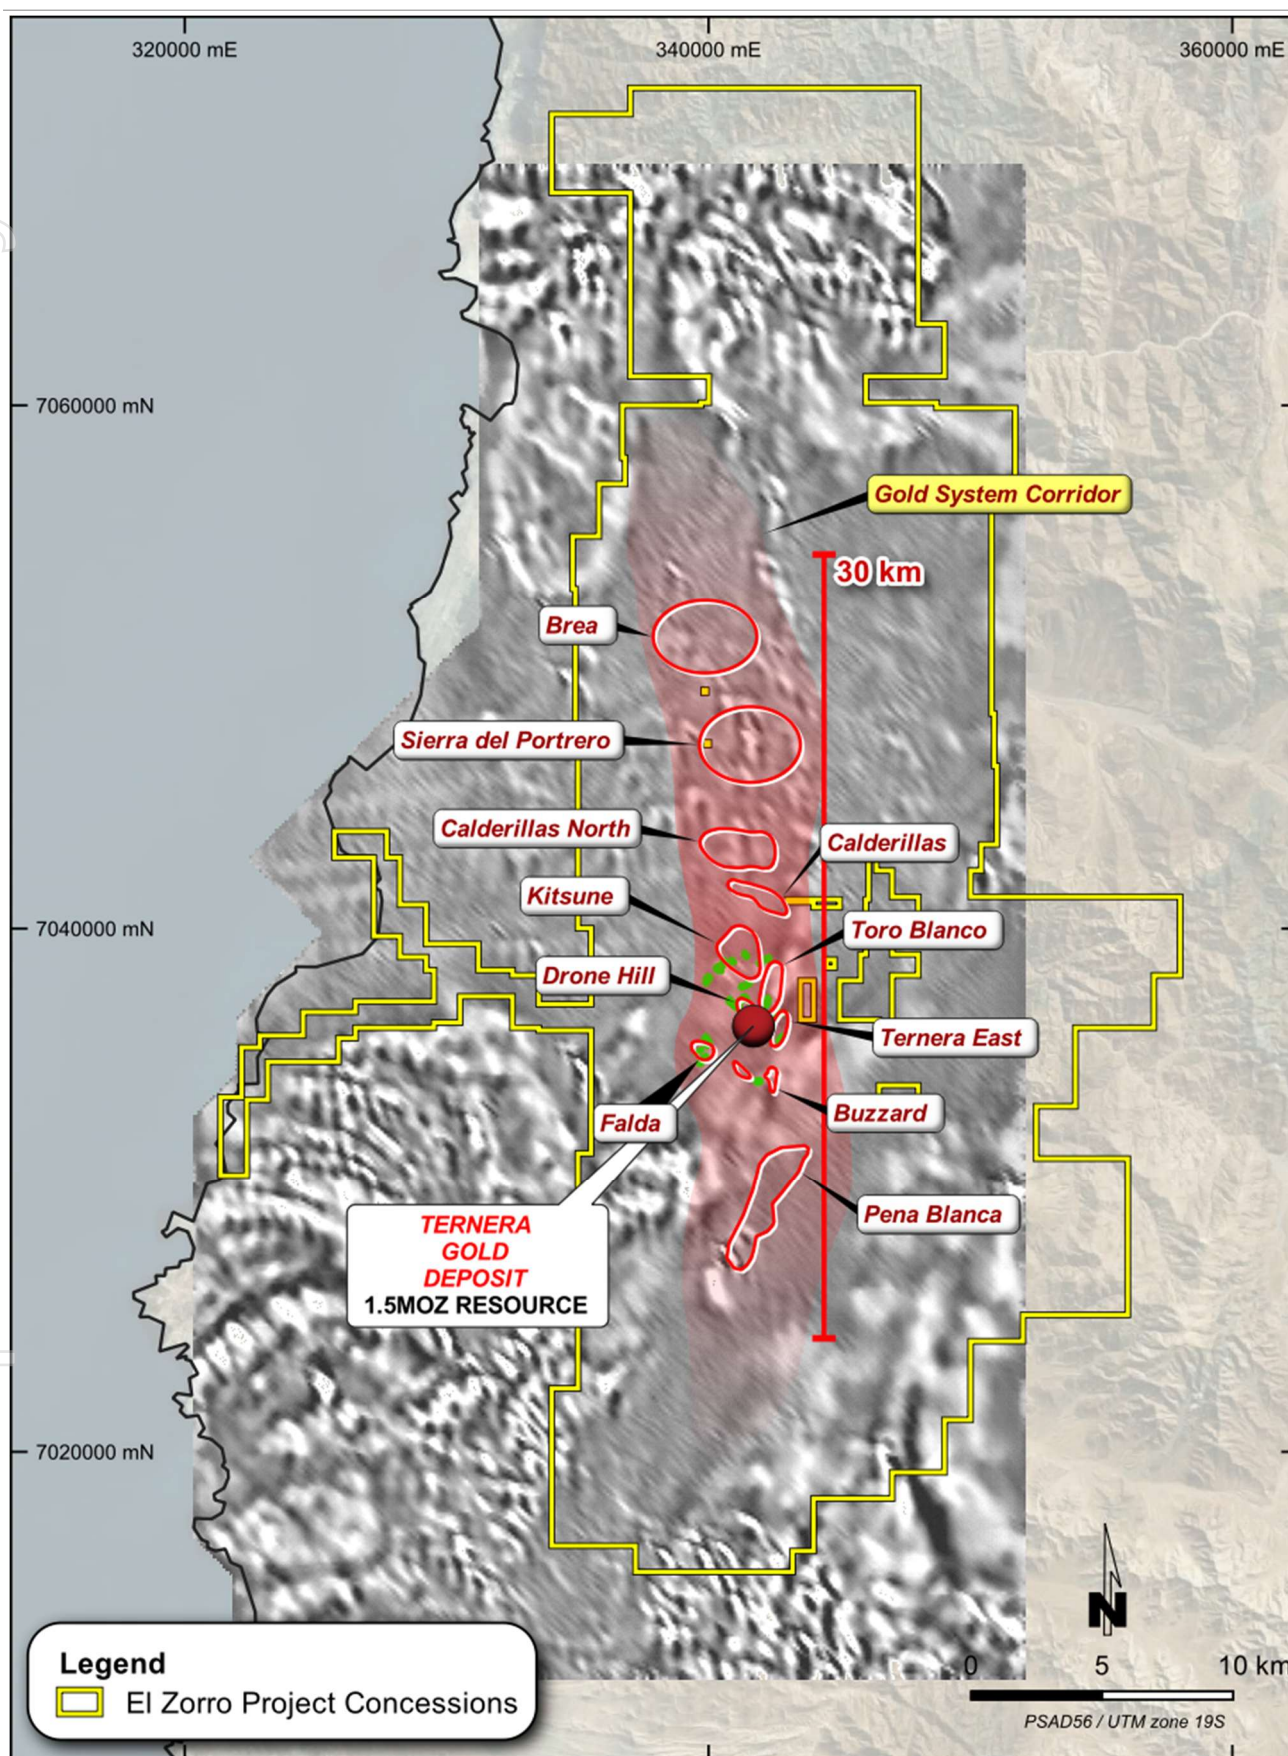 320000 mE
340000 mE
360000 mE
7060000 mN
Gold System Corridor
30 km
Brea
Sierra del Portrero
Calderillas North
Calderillas
Kitsune
7040000 mN
Toro Blanco
Drone Hill
Ternera East
Falda
Buzzard
Pena Blanca
TERNERA
GOLD
DEPOSIT
1.5MOZ RESOURCE
7020000 mN
N
Legend
El Zorro Project Concessions
0 5 10 km
PSAD56 / UTM zone 19S